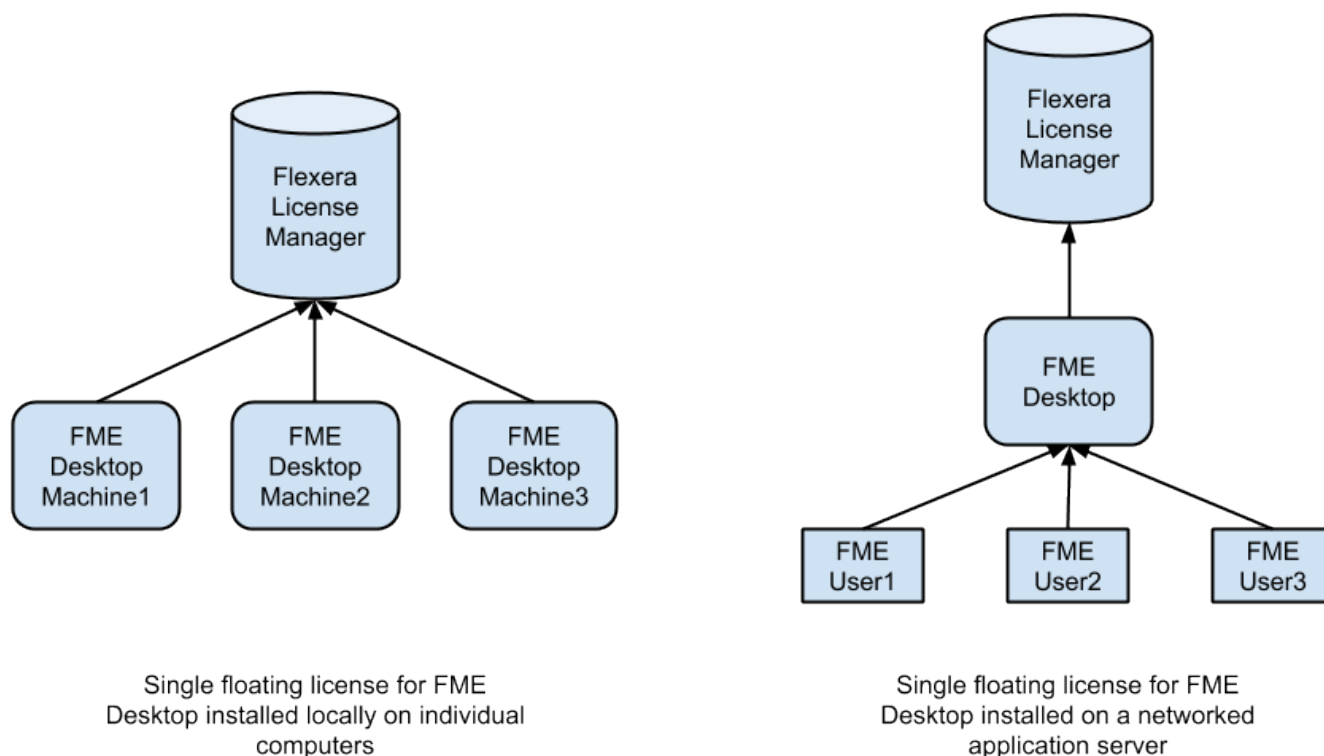 Flexera
License
Manager
FME
Desktop
Machine1
FME
Desktop
Machine2
FME
Desktop
Machine3
Single floating license for FME
Desktop installed locally on individual
computers
Flexera
License
Manager
FME
Desktop
FME
User1
FME
User2
FME
User3
Single floating license for FME
Desktop installed on a networked
application server